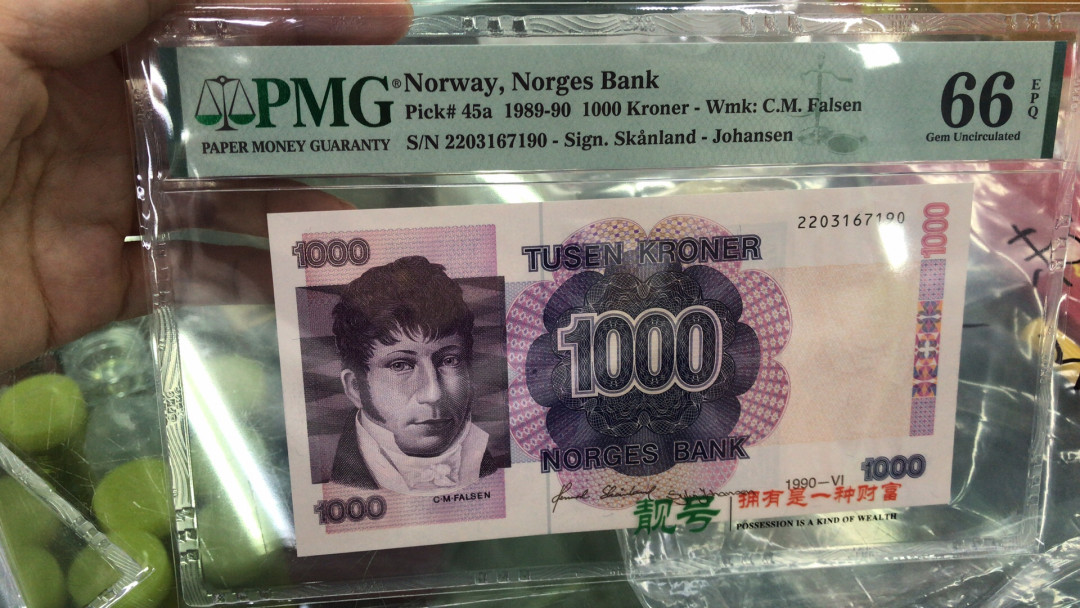 PMG®
PAPER MONEY GUARANTY
Norway, Norges Bank
Pick# 45a 1989-90 1000 Kroner - Wmk: C.M. Falsen
S/N 2203167190 - Sign. Skånland - Johansen
66
EPQ
Gem Uncirculated
1000
TUSEN KRONER
2203167190
1000
1000
NORGES BANK
C·M·FALSEN
1990-VI
1000
1000
靓号
拥有是一种财富
POSSESSION IS A KIND OF WEALTH